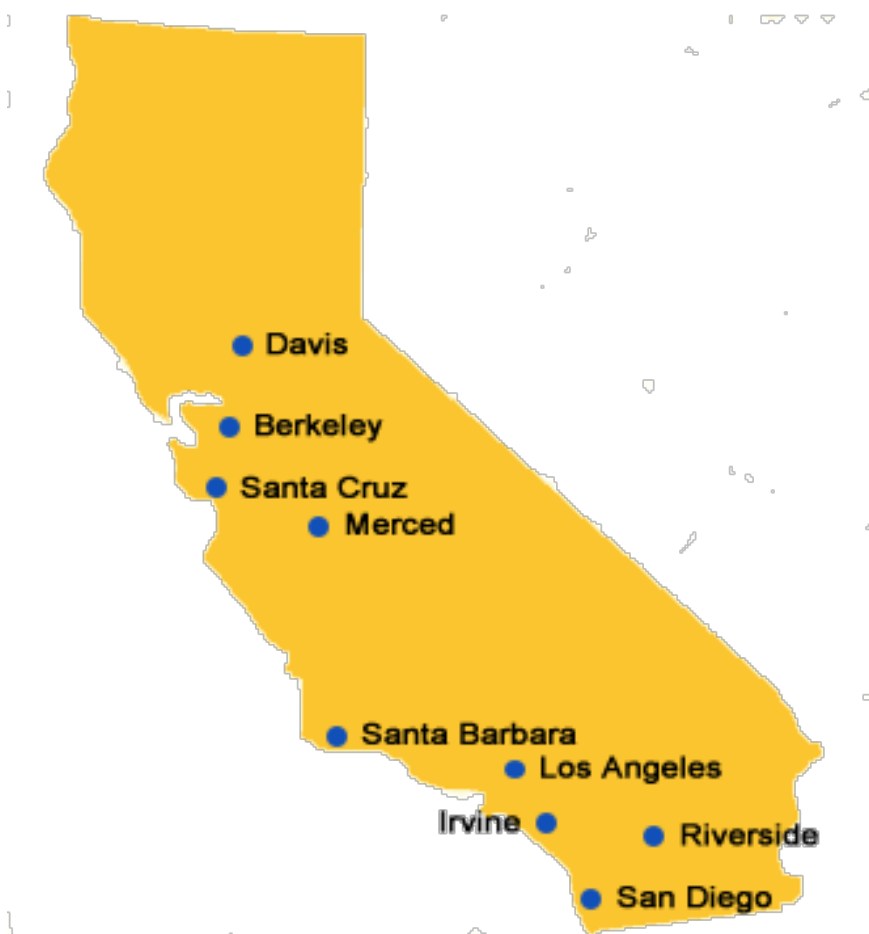 Davis
Berkeley
Santa Cruz
Merced
Santa Barbara
Los Angeles
Irvine
Riverside
San Diego